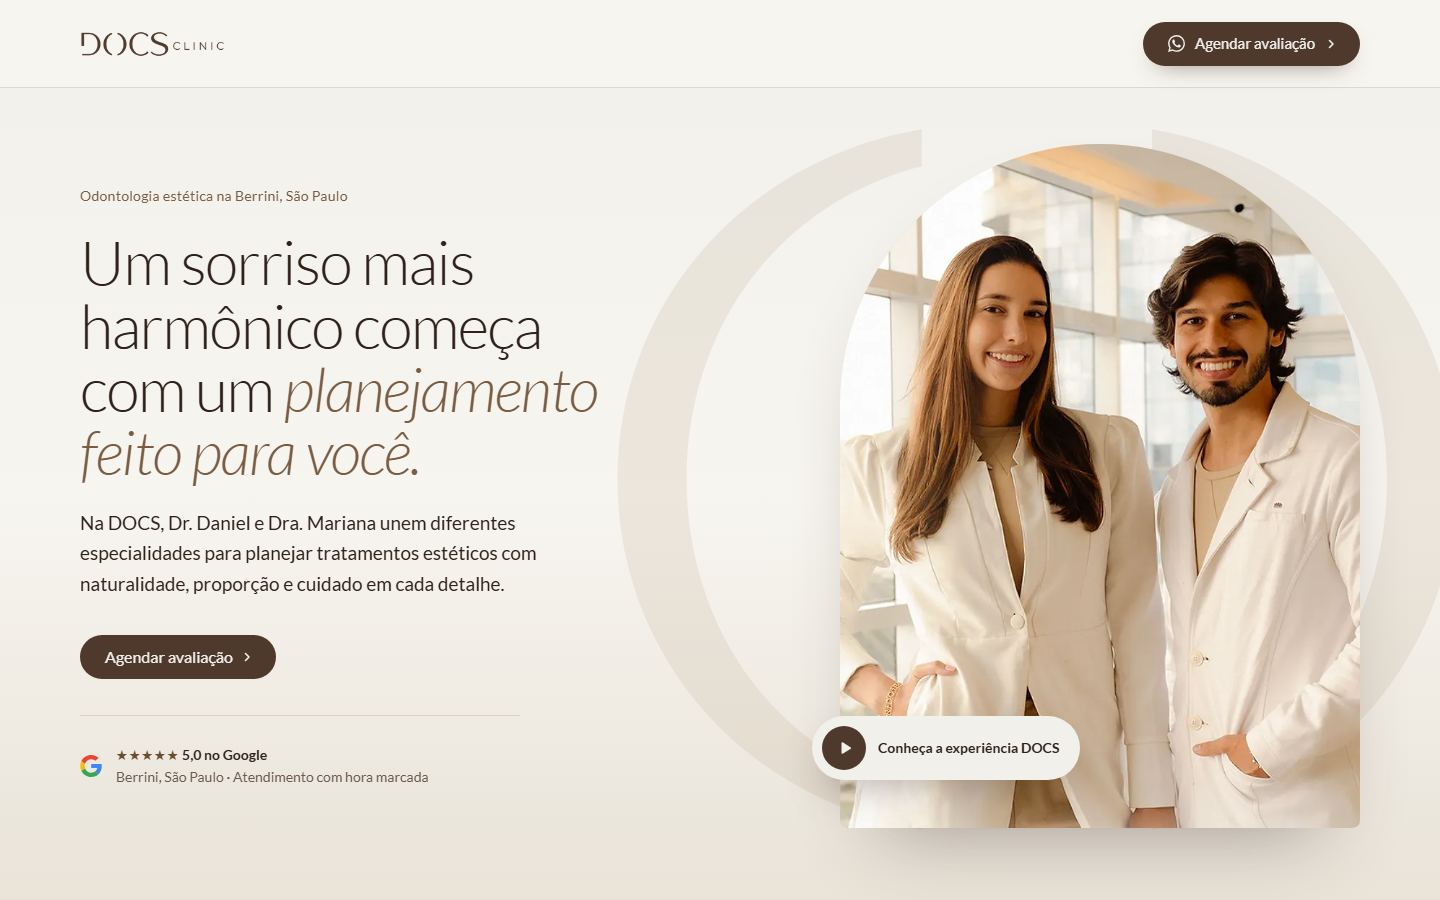 DOCS CLINIC
Agendar avaliação
Odontologia estética na Berrini, São Paulo
Um sorriso mais
harmônico começa
com um planejamento
feito para você.
Na DOCS, Dr. Daniel e Dra. Mariana unem diferentes
especialidades para planejar tratamentos estéticos com
naturalidade, proporção e cuidado em cada detalhe.
Agendar avaliação
★★★★★ 5,0 no Google
Berrini, São Paulo · Atendimento com hora marcada
Conheça a experiência DOCS